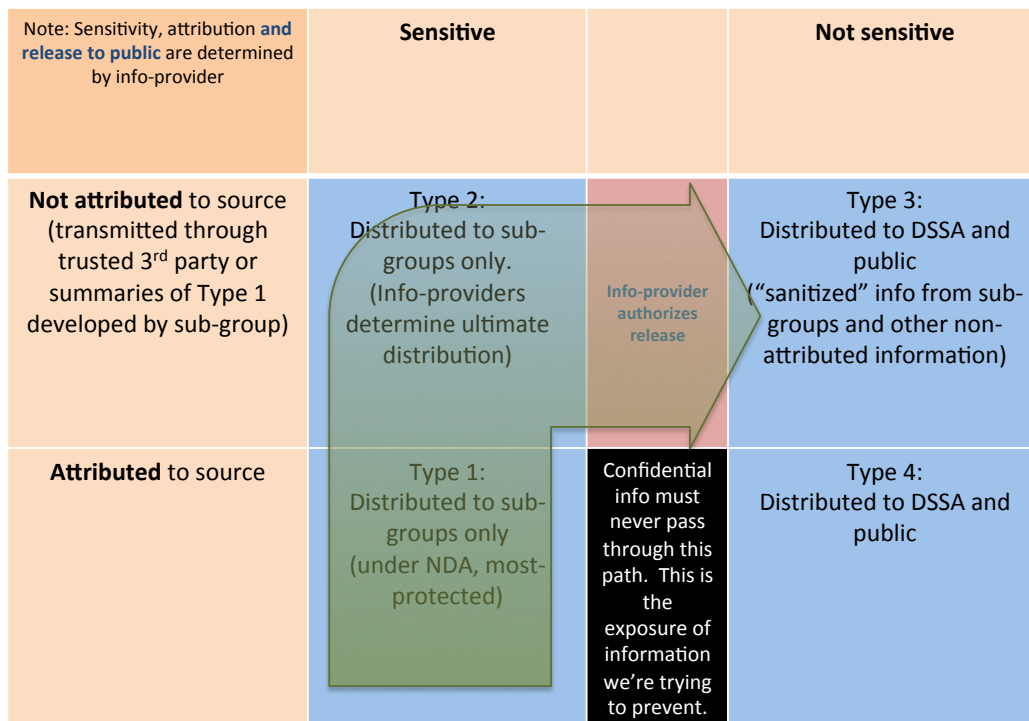 Note: Sensitivity, attribution and
release to public are determined
by info-provider
Sensitive
Not sensitive
Not attributed to source
(transmitted through
trusted 3rd party or
summaries of Type 1
developed by sub-group)
Type 2:
Distributed to sub-
groups only.
(Info-providers
determine ultimate
distribution)
Info-provider
authorizes
release
Type 3:
Distributed to DSSA and
public
(“sanitized” info from sub-
groups and other non-
attributed information)
Attributed to source
Type 1:
Distributed to sub-
groups only
(under NDA, most-
protected)
Confidential
info must
never pass
through this
path.  This is
the
exposure of
information
we’re trying
to prevent.
Type 4:
Distributed to DSSA and
public